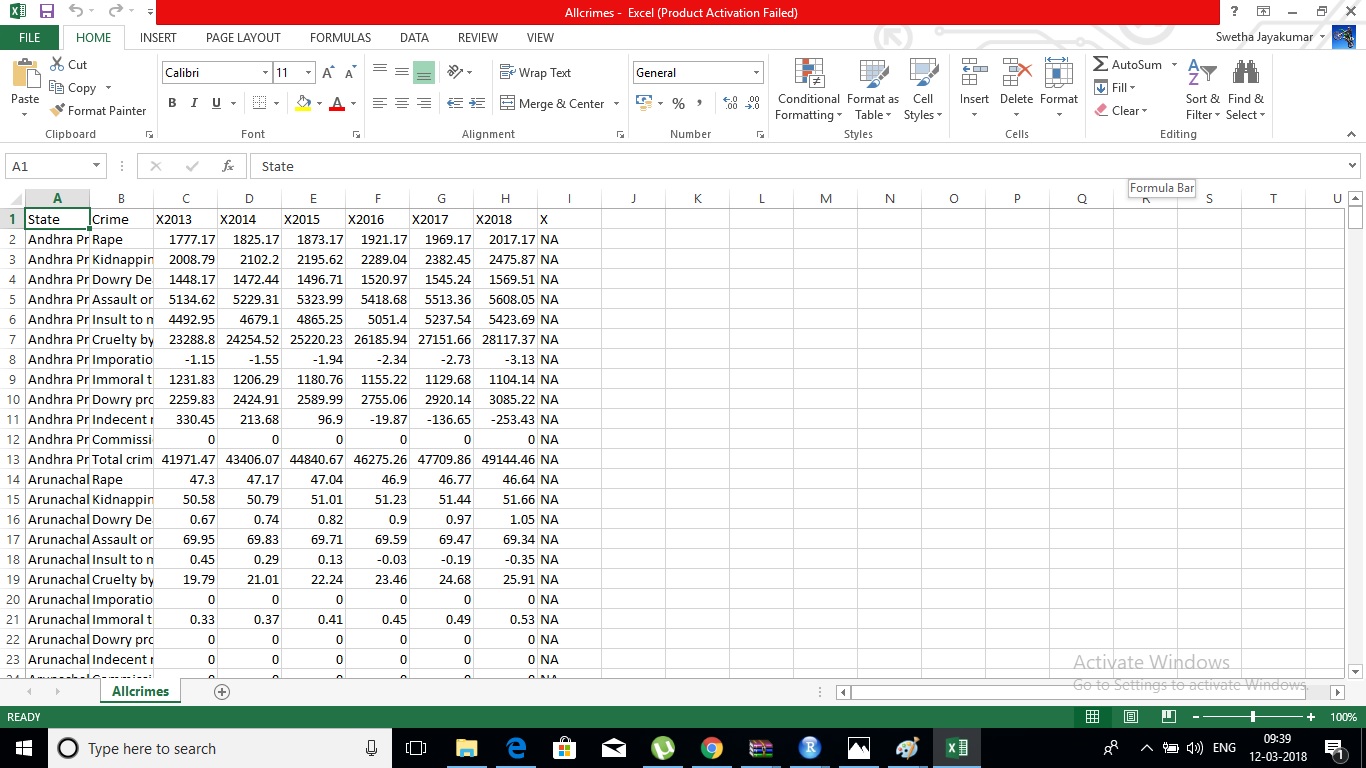 Allcrimes - Excel (Product Activation Failed)
FILE HOME INSERT PAGE LAYOUT FORMULAS DATA REVIEW VIEW Swetha Jayakumar
Cut
Copy
Format Painter
Paste
Clipboard
Calibri 11
B I U
Font
Wrap Text
Merge & Center
Alignment
General
%
Number
Conditional Formatting
Format as Table
Cell Styles
Styles
Insert Delete Format
Cells
AutoSum
Fill
Clear
Sort & Filter
Find & Select
Editing
A1 fx State
Formula Bar
A B C D E F G H I J K L M N O P Q R S T U
1 State Crime X2013 X2014 X2015 X2016 X2017 X2018 X
2 Andhra Pr Rape 1777.17 1825.17 1873.17 1921.17 1969.17 2017.17 NA
3 Andhra Pr Kidnappin 2008.79 2102.2 2195.62 2289.04 2382.45 2475.87 NA
4 Andhra Pr Dowry De 1448.17 1472.44 1496.71 1520.97 1545.24 1569.51 NA
5 Andhra Pr Assault or 5134.62 5229.31 5323.99 5418.68 5513.36 5608.05 NA
6 Andhra Pr Insult to m 4492.95 4679.1 4865.25 5051.4 5237.54 5423.69 NA
7 Andhra Pr Cruelty by 23288.8 24254.52 25220.23 26185.94 27151.66 28117.37 NA
8 Andhra Pr Imporatio -1.15 -1.55 -1.94 -2.34 -2.73 -3.13 NA
9 Andhra Pr Immoral t 1231.83 1206.29 1180.76 1155.22 1129.68 1104.14 NA
10 Andhra Pr Dowry pro 2259.83 2424.91 2589.99 2755.06 2920.14 3085.22 NA
11 Andhra Pr Indecent r 330.45 213.68 96.9 -19.87 -136.65 -253.43 NA
12 Andhra Pr Commissi 0 0 0 0 0 0 NA
13 Andhra Pr Total crim 41971.47 43406.07 44840.67 46275.26 47709.86 49144.46 NA
14 Arunachal Rape 47.3 47.17 47.04 46.9 46.77 46.64 NA
15 Arunachal Kidnappin 50.58 50.79 51.01 51.23 51.44 51.66 NA
16 Arunachal Dowry De 0.67 0.74 0.82 0.9 0.97 1.05 NA
17 Arunachal Assault or 69.95 69.83 69.71 69.59 69.47 69.34 NA
18 Arunachal Insult to m 0.45 0.29 0.13 -0.03 -0.19 -0.35 NA
19 Arunachal Cruelty by 19.79 21.01 22.24 23.46 24.68 25.91 NA
20 Arunachal Imporatio 0 0 0 0 0 0 NA
21 Arunachal Immoral t 0.33 0.37 0.41 0.45 0.49 0.53 NA
22 Arunachal Dowry pro 0 0 0 0 0 0 NA
23 Arunachal Indecent r 0 0 0 0 0 0 NA
Activate Windows
Go to Settings to activate Windows.
Allcrimes
READY 100%
Type here to search
ENG
09:39
12-03-2018